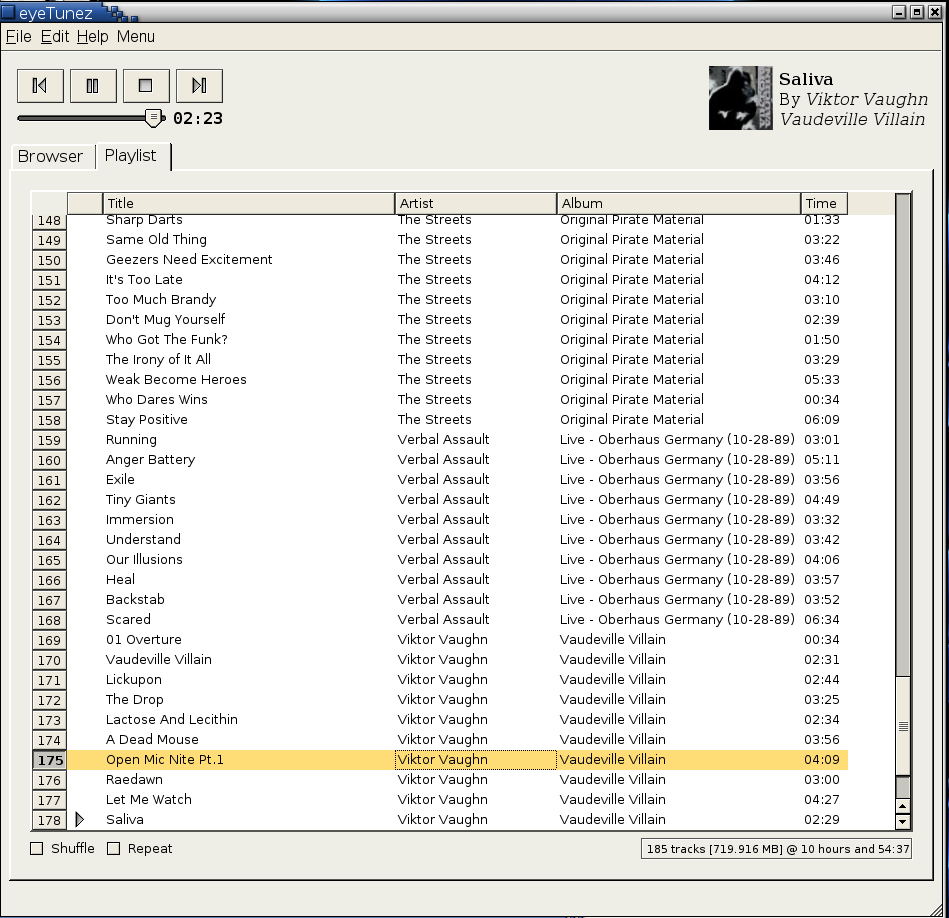 eyeTunez
File Edit Help Menu
Saliva
By Viktor Vaughn
Vaudeville Villain
02:23
Browser Playlist
Title Artist Album Time
148 Sharp Darts The Streets Original Pirate Material 01:33
149 Same Old Thing The Streets Original Pirate Material 03:22
150 Geezers Need Excitement The Streets Original Pirate Material 03:46
151 It's Too Late The Streets Original Pirate Material 04:12
152 Too Much Brandy The Streets Original Pirate Material 03:10
153 Don't Mug Yourself The Streets Original Pirate Material 02:39
154 Who Got The Funk? The Streets Original Pirate Material 01:50
155 The Irony of It All The Streets Original Pirate Material 03:29
156 Weak Become Heroes The Streets Original Pirate Material 05:33
157 Who Dares Wins The Streets Original Pirate Material 00:34
158 Stay Positive The Streets Original Pirate Material 06:09
159 Running Verbal Assault Live - Oberhaus Germany (10-28-89) 03:01
160 Anger Battery Verbal Assault Live - Oberhaus Germany (10-28-89) 05:11
161 Exile Verbal Assault Live - Oberhaus Germany (10-28-89) 03:56
162 Tiny Giants Verbal Assault Live - Oberhaus Germany (10-28-89) 04:49
163 Immersion Verbal Assault Live - Oberhaus Germany (10-28-89) 03:32
164 Understand Verbal Assault Live - Oberhaus Germany (10-28-89) 03:42
165 Our Illusions Verbal Assault Live - Oberhaus Germany (10-28-89) 04:06
166 Heal Verbal Assault Live - Oberhaus Germany (10-28-89) 03:57
167 Backstab Verbal Assault Live - Oberhaus Germany (10-28-89) 03:52
168 Scared Verbal Assault Live - Oberhaus Germany (10-28-89) 06:34
169 01 Overture Viktor Vaughn Vaudeville Villain 00:34
170 Vaudeville Villain Viktor Vaughn Vaudeville Villain 02:31
171 Lickupon Viktor Vaughn Vaudeville Villain 02:44
172 The Drop Viktor Vaughn Vaudeville Villain 03:25
173 Lactose And Lecithin Viktor Vaughn Vaudeville Villain 02:34
174 A Dead Mouse Viktor Vaughn Vaudeville Villain 03:56
175 Open Mic Nite Pt.1 Viktor Vaughn Vaudeville Villain 04:09
176 Raedawn Viktor Vaughn Vaudeville Villain 03:00
177 Let Me Watch Viktor Vaughn Vaudeville Villain 04:27
178 Saliva Viktor Vaughn Vaudeville Villain 02:29
Shuffle Repeat 185 tracks [719.916 MB] @ 10 hours and 54:37